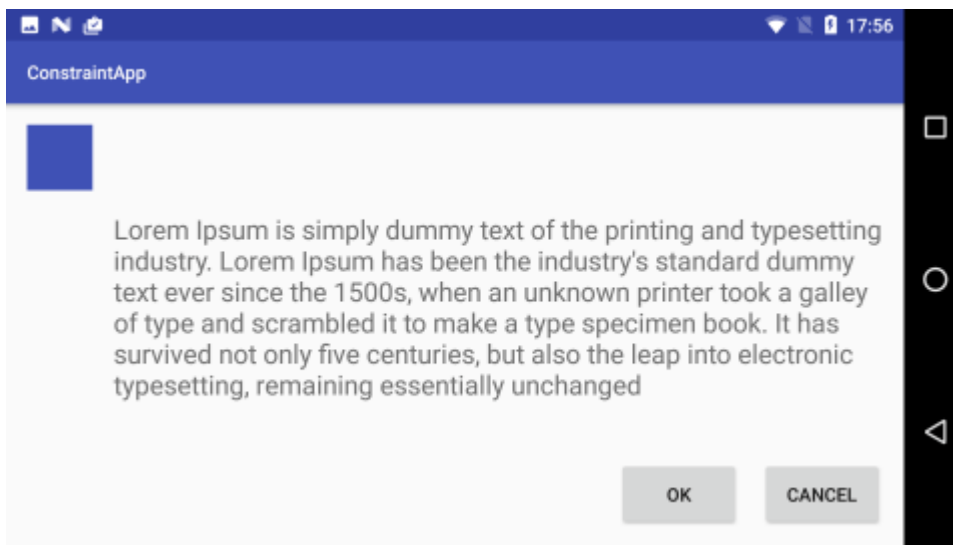 17:56
ConstraintApp
Lorem Ipsum is simply dummy text of the printing and typesetting
industry. Lorem Ipsum has been the industry's standard dummy
text ever since the 1500s, when an unknown printer took a galley
of type and scrambled it to make a type specimen book. It has
survived not only five centuries, but also the leap into electronic
typesetting, remaining essentially unchanged
OK CANCEL